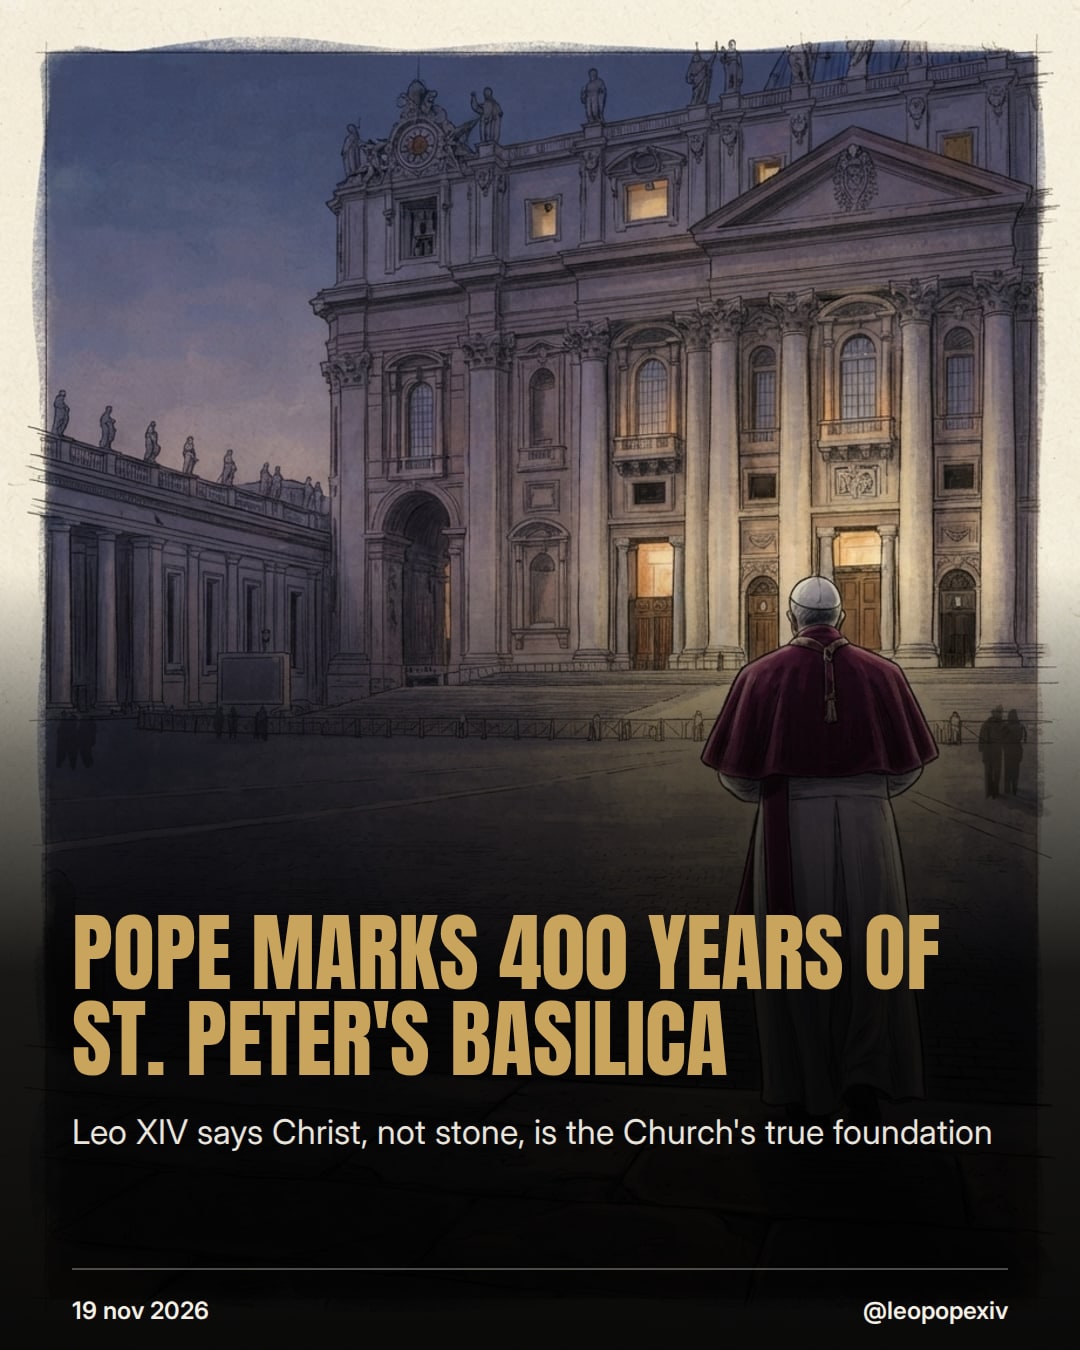 POPE MARKS 400 YEARS OF
ST. PETER'S BASILICA
Leo XIV says Christ, not stone, is the Church's true foundation
19 nov 2026
@leopopexiv